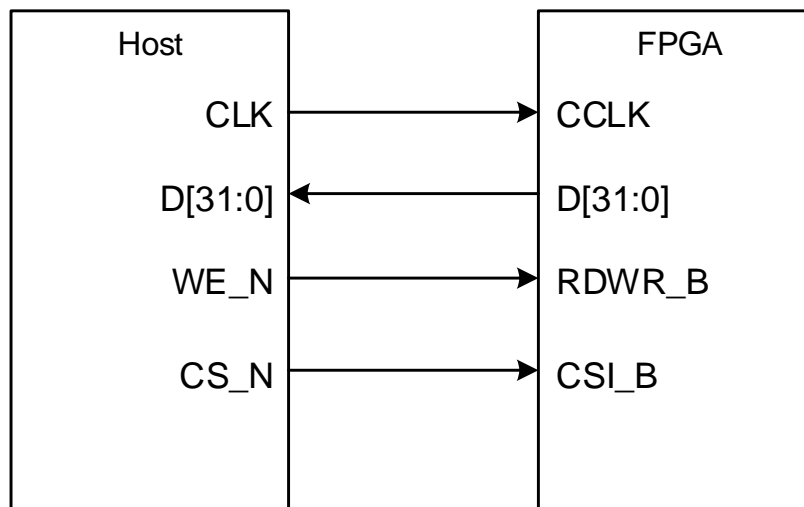 Host
FPGA
CLK
CCLK
D[31:0]
D[31:0]
WE_N
RDWR_B
CS_N
CSI_B